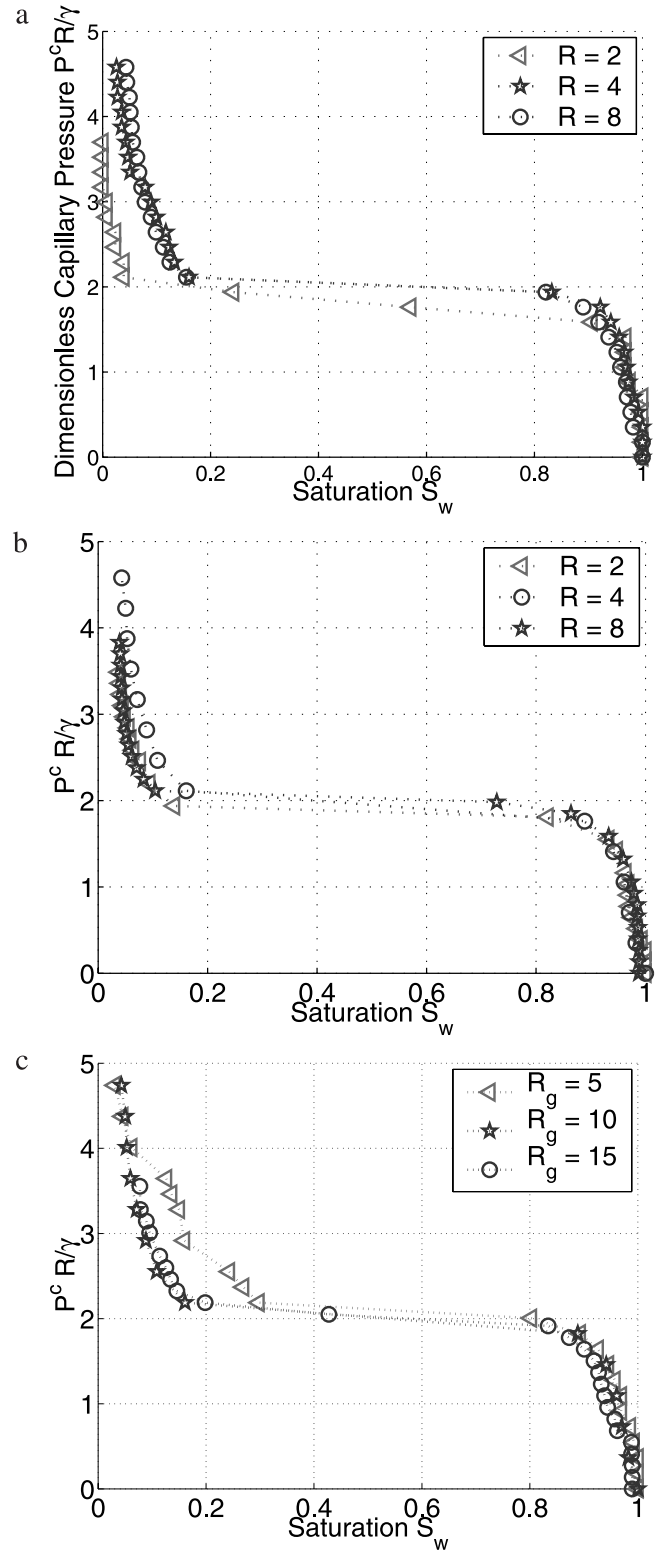 a
Dimensionless Capillary Pressure P^c R/γ
5
4
3
2
1
0
0
0.2
0.4
0.6
0.8
1
Saturation S_w
R = 2
R = 4
R = 8
b
P^c R/γ
5
4
3
2
1
0
0
0.2
0.4
0.6
0.8
1
Saturation S_w
R = 2
R = 4
R = 8
c
P^c R/γ
5
4
3
2
1
0
0
0.2
0.4
0.6
0.8
1
Saturation S_w
R_g = 5
R_g = 10
R_g = 15